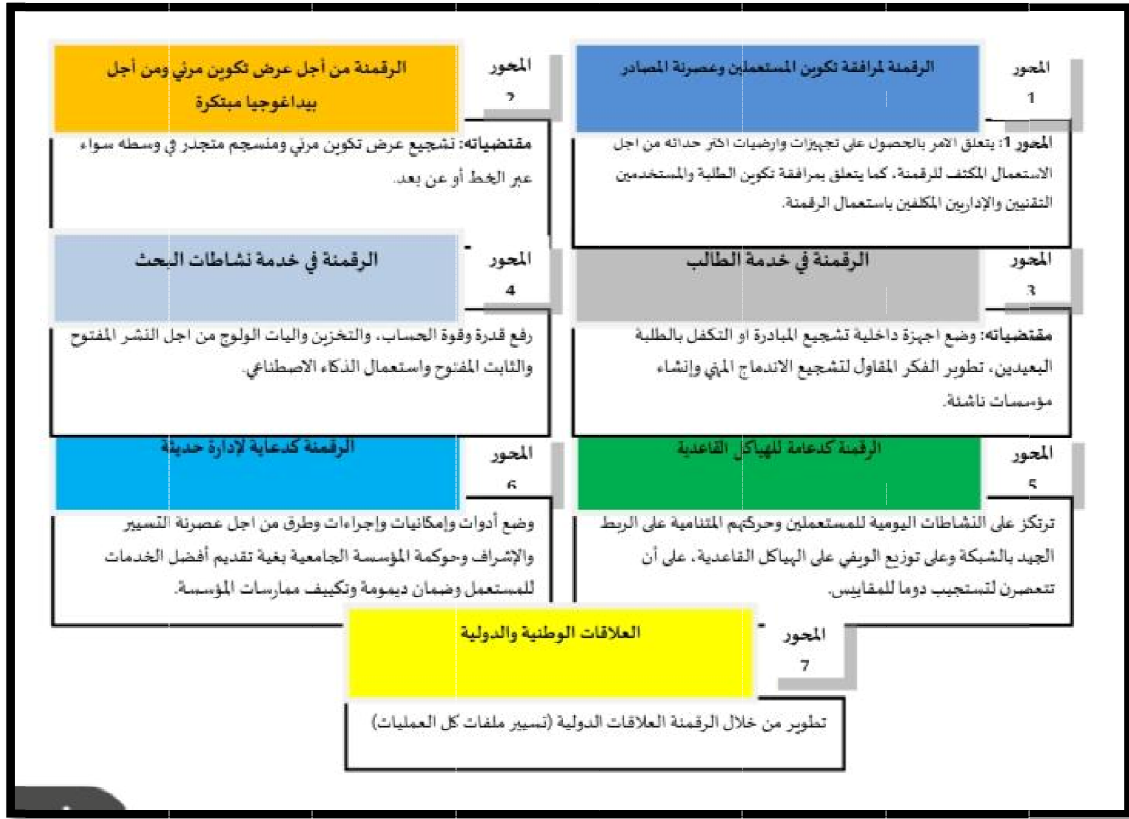 المحور
1
الرقمنة لمرافقة تكوين المستعملين وعصرنة المصادر
المحور 1: يتعلق الامر بالحصول على تجهيزات وارضيات اكثر حداثه من اجل
الاستعمال المكثف للرقمنة، كما يتعلق بمرافقة تكوين الطلبة والمستخدمين
التقنيين والإداريين المكلفين باستعمال الرقمنة.
المحور
2
الرقمنة من أجل عرض تكوين مرئي ومن أجل
بيداغوجيا مبتكرة
مقتضياته: تشجيع عرض تكوين مرئي ومنسجم متجدر في وسطه سواء
عبر الخط أو عن بعد.
المحور
3
الرقمنة في خدمة الطالب
مقتضياته: وضع اجهزة داخلية تشجيع المبادرة او التكفل بالطلبة
البعيدين، تطوير الفكر المقاول لتشجيع الاندماج المهني وإنشاء
مؤسسات ناشئة.
المحور
4
الرقمنة في خدمة نشاطات البحث
رفع قدرة وقوة الحساب، والتخزين واليات الولوج من اجل النشر المفتوح
والثابت المفتوح واستعمال الذكاء الاصطناعي.
المحور
5
الرقمنة كدعامة للهياكل القاعدية
ترتكز على النشاطات اليومية للمستعملين وحركتهم المتنامية على الربط
الجيد بالشبكة وعلى توزيع الويفي على الهياكل القاعدية، على أن
تتعصرن لتستجيب دوما للمقاييس.
المحور
6
الرقمنة كدعاية لإدارة حديثة
وضع أدوات وإمكانيات وإجراءات وطرق من اجل عصرنة التسيير
والإشراف وحوكمة المؤسسة الجامعية بغية تقديم أفضل الخدمات
للمستعمل وضمان ديمومة وتكييف ممارسات المؤسسة.
المحور
7
العلاقات الوطنية والدولية
تطوير من خلال الرقمنة العلاقات الدولية (تسيير ملفات كل العمليات)